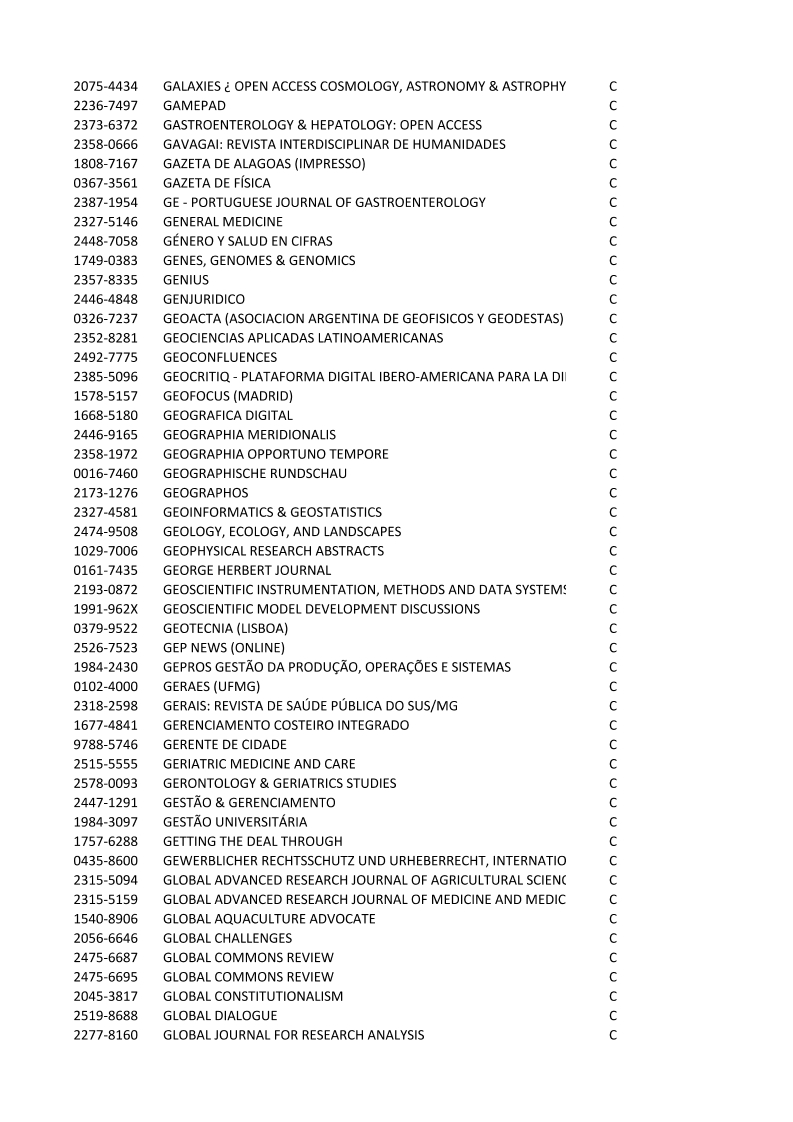 2075-4434 GALAXIES ¿ OPEN ACCESS COSMOLOGY, ASTRONOMY & ASTROPHY C
2236-7497 GAMEPAD C
2373-6372 GASTROENTEROLOGY & HEPATOLOGY: OPEN ACCESS C
2358-0666 GAVAGAI: REVISTA INTERDISCIPLINAR DE HUMANIDADES C
1808-7167 GAZETA DE ALAGOAS (IMPRESSO) C
0367-3561 GAZETA DE FÍSICA C
2387-1954 GE - PORTUGUESE JOURNAL OF GASTROENTEROLOGY C
2327-5146 GENERAL MEDICINE C
2448-7058 GÉNERO Y SALUD EN CIFRAS C
1749-0383 GENES, GENOMES & GENOMICS C
2357-8335 GENIUS C
2446-4848 GENJURIDICO C
0326-7237 GEOACTA (ASOCIACION ARGENTINA DE GEOFISICOS Y GEODESTAS) C
2352-8281 GEOCIENCIAS APLICADAS LATINOAMERICANAS C
2492-7775 GEOCONFLUENCES C
2385-5096 GEOCRITIQ - PLATAFORMA DIGITAL IBERO-AMERICANA PARA LA DI C
1578-5157 GEOFOCUS (MADRID) C
1668-5180 GEOGRAFICA DIGITAL C
2446-9165 GEOGRAPHIA MERIDIONALIS C
2358-1972 GEOGRAPHIA OPPORTUNO TEMPORE C
0016-7460 GEOGRAPHISCHE RUNDSCHAU C
2173-1276 GEOGRAPHOS C
2327-4581 GEOINFORMATICS & GEOSTATISTICS C
2474-9508 GEOLOGY, ECOLOGY, AND LANDSCAPES C
1029-7006 GEOPHYSICAL RESEARCH ABSTRACTS C
0161-7435 GEORGE HERBERT JOURNAL C
2193-0872 GEOSCIENTIFIC INSTRUMENTATION, METHODS AND DATA SYSTEMS C
1991-962X GEOSCIENTIFIC MODEL DEVELOPMENT DISCUSSIONS C
0379-9522 GEOTECNIA (LISBOA) C
2526-7523 GEP NEWS (ONLINE) C
1984-2430 GEPROS GESTÃO DA PRODUÇÃO, OPERAÇÕES E SISTEMAS C
0102-4000 GERAES (UFMG) C
2318-2598 GERAIS: REVISTA DE SAÚDE PÚBLICA DO SUS/MG C
1677-4841 GERENCIAMENTO COSTEIRO INTEGRADO C
9788-5746 GERENTE DE CIDADE C
2515-5555 GERIATRIC MEDICINE AND CARE C
2578-0093 GERONTOLOGY & GERIATRICS STUDIES C
2447-1291 GESTÃO & GERENCIAMENTO C
1984-3097 GESTÃO UNIVERSITÁRIA C
1757-6288 GETTING THE DEAL THROUGH C
0435-8600 GEWERBLICHER RECHTSSCHUTZ UND URHEBERRECHT, INTERNATIO C
2315-5094 GLOBAL ADVANCED RESEARCH JOURNAL OF AGRICULTURAL SCIENC C
2315-5159 GLOBAL ADVANCED RESEARCH JOURNAL OF MEDICINE AND MEDIC C
1540-8906 GLOBAL AQUACULTURE ADVOCATE C
2056-6646 GLOBAL CHALLENGES C
2475-6687 GLOBAL COMMONS REVIEW C
2475-6695 GLOBAL COMMONS REVIEW C
2045-3817 GLOBAL CONSTITUTIONALISM C
2519-8688 GLOBAL DIALOGUE C
2277-8160 GLOBAL JOURNAL FOR RESEARCH ANALYSIS C